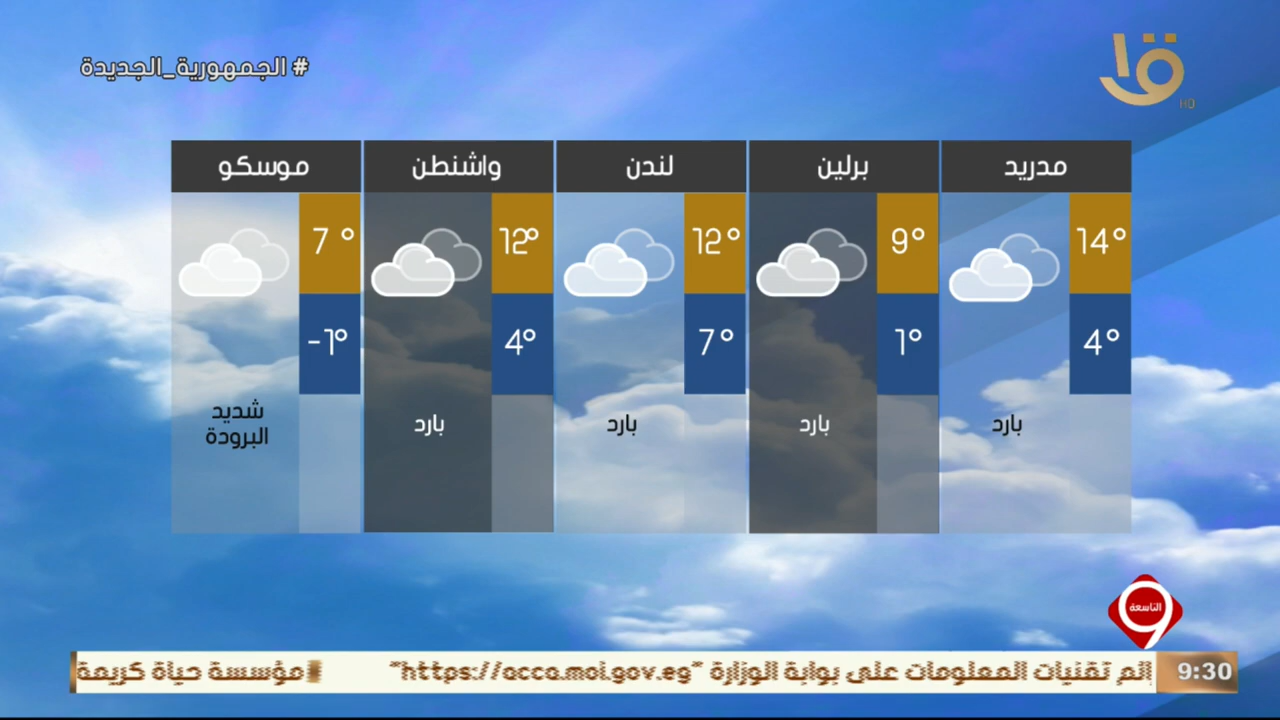 #الجمهورية_الجديدة
HD
مدريد
14°
4°
بارد
برلين
9°
1°
بارد
لندن
12°
7°
بارد
واشنطن
12°
4°
بارد
موسكو
7 °
-1°
شديد
البرودة
التاسعة
9
9:30
تقنيات المعلومات على بوابة الوزارة "https://acca.moi.gov.eg" #مؤسسة حياة كريمة